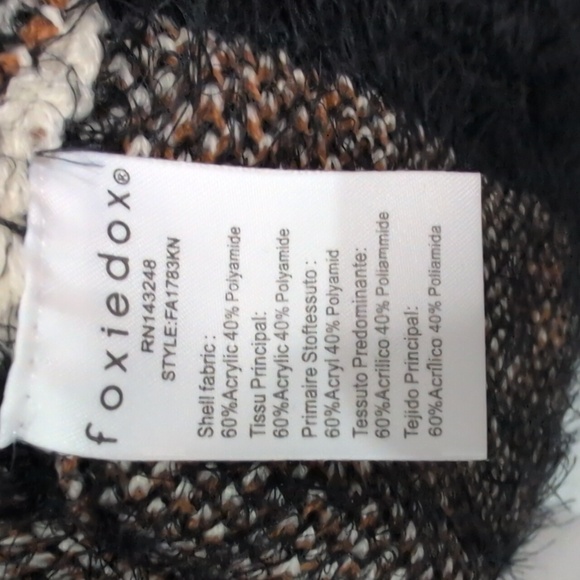 foxiedox®
RN143248
STYLE:FA1783KN
Shell fabric :
60%Acrylic 40% Polyamide
Tissu Principal:
60%Acrylic 40% Polyamide
Primaire Stoffessuto :
60%Acryl 40% Polyamid
Tessuto Predominante:
60%Acrilico 40% Poliammide
Tejido Principal:
60%Acrílico 40% Poliamida